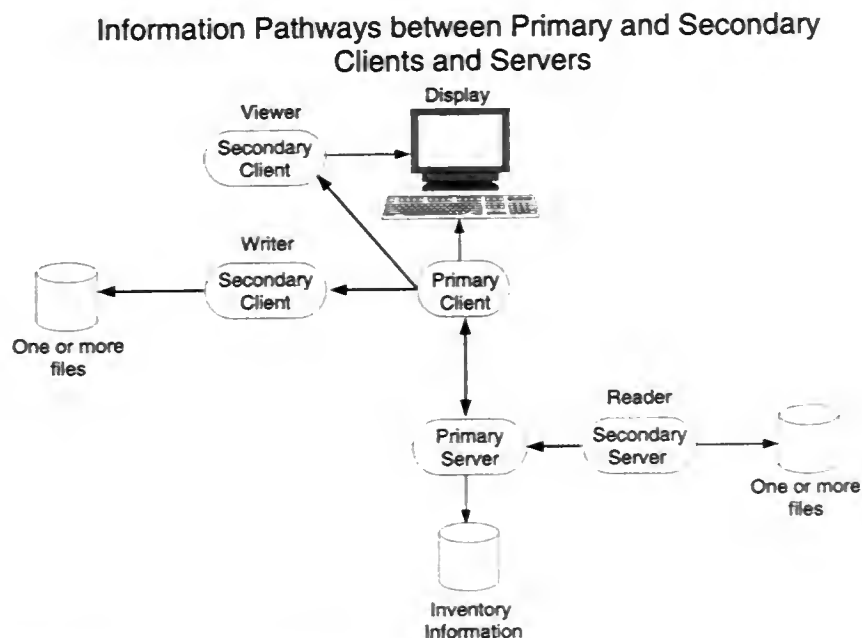 Information Pathways between Primary and Secondary
Clients and Servers
Display
Viewer
Secondary
Client
Writer
Secondary
Client
Primary
Client
One or more
files
Reader
Primary
Server
Secondary
Server
One or more
files
Inventory
Information